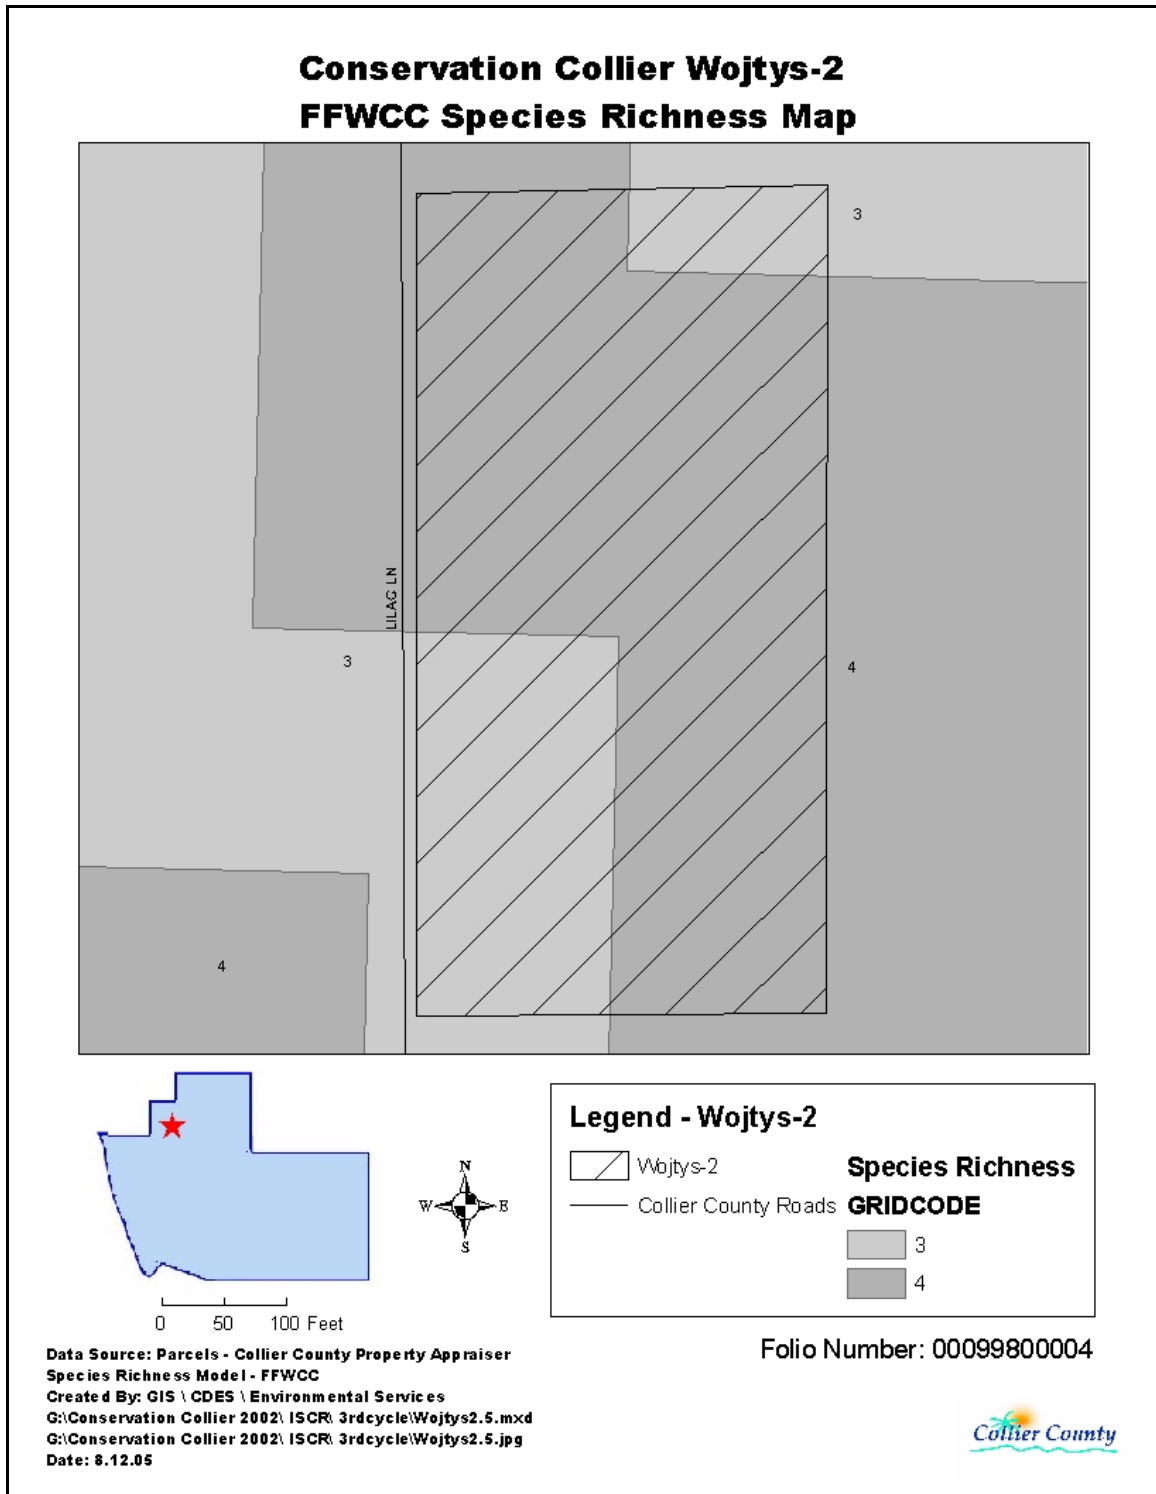 Conservation Collier Wojtys-2
FFWCC Species Richness Map
3
LILAC LN
3
4
4
Legend - Wojtys-2
Wojtys-2
Collier County Roads
Species Richness
GRIDCODE
3
4
N
W E
S
0 50 100 Feet
Folio Number: 00099800004
Data Source: Parcels - Collier County Property Appraiser
Species Richness Model - FFWCC
Created By: GIS \ CDES \ Environmental Services
G:\Conservation Collier 2002\ ISCR\ 3rdcycle\Wojtys2.5.mxd
G:\Conservation Collier 2002\ ISCR\ 3rdcycle\Wojtys2.5.jpg
Date: 8.12.05
Collier County